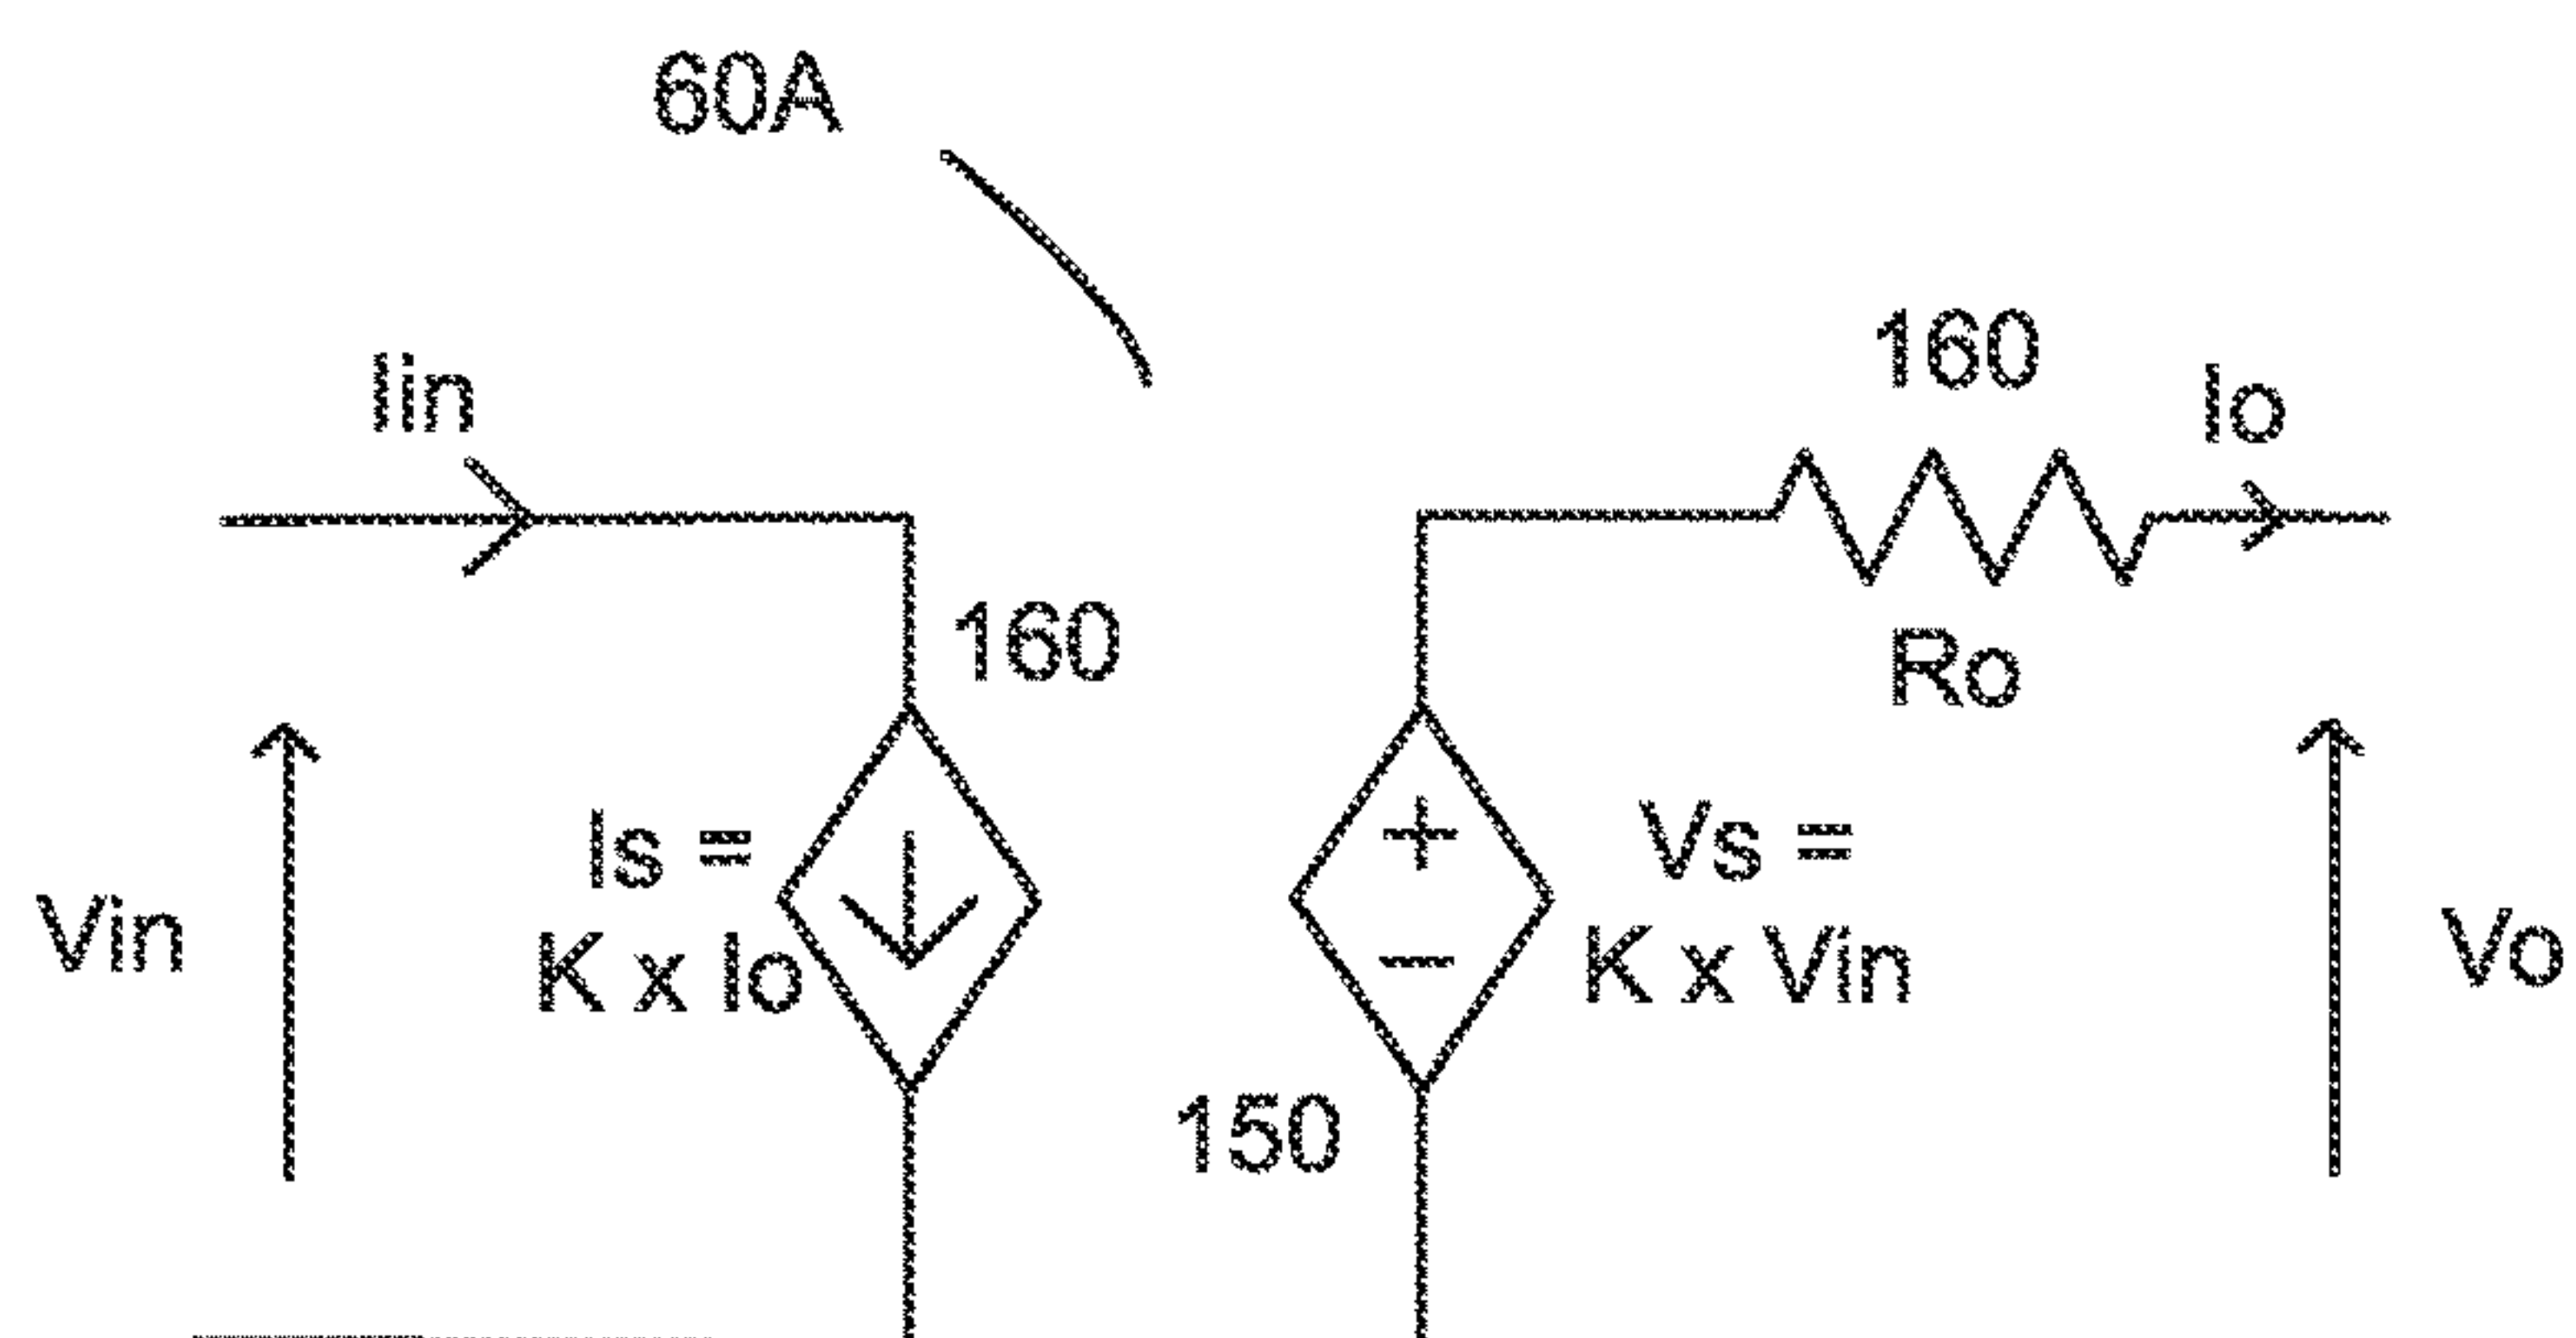 60A
160
Iin
Io
160
Ro
Is =
K x Io
Vs =
K x Vin
+
−
Vin
Vo
150